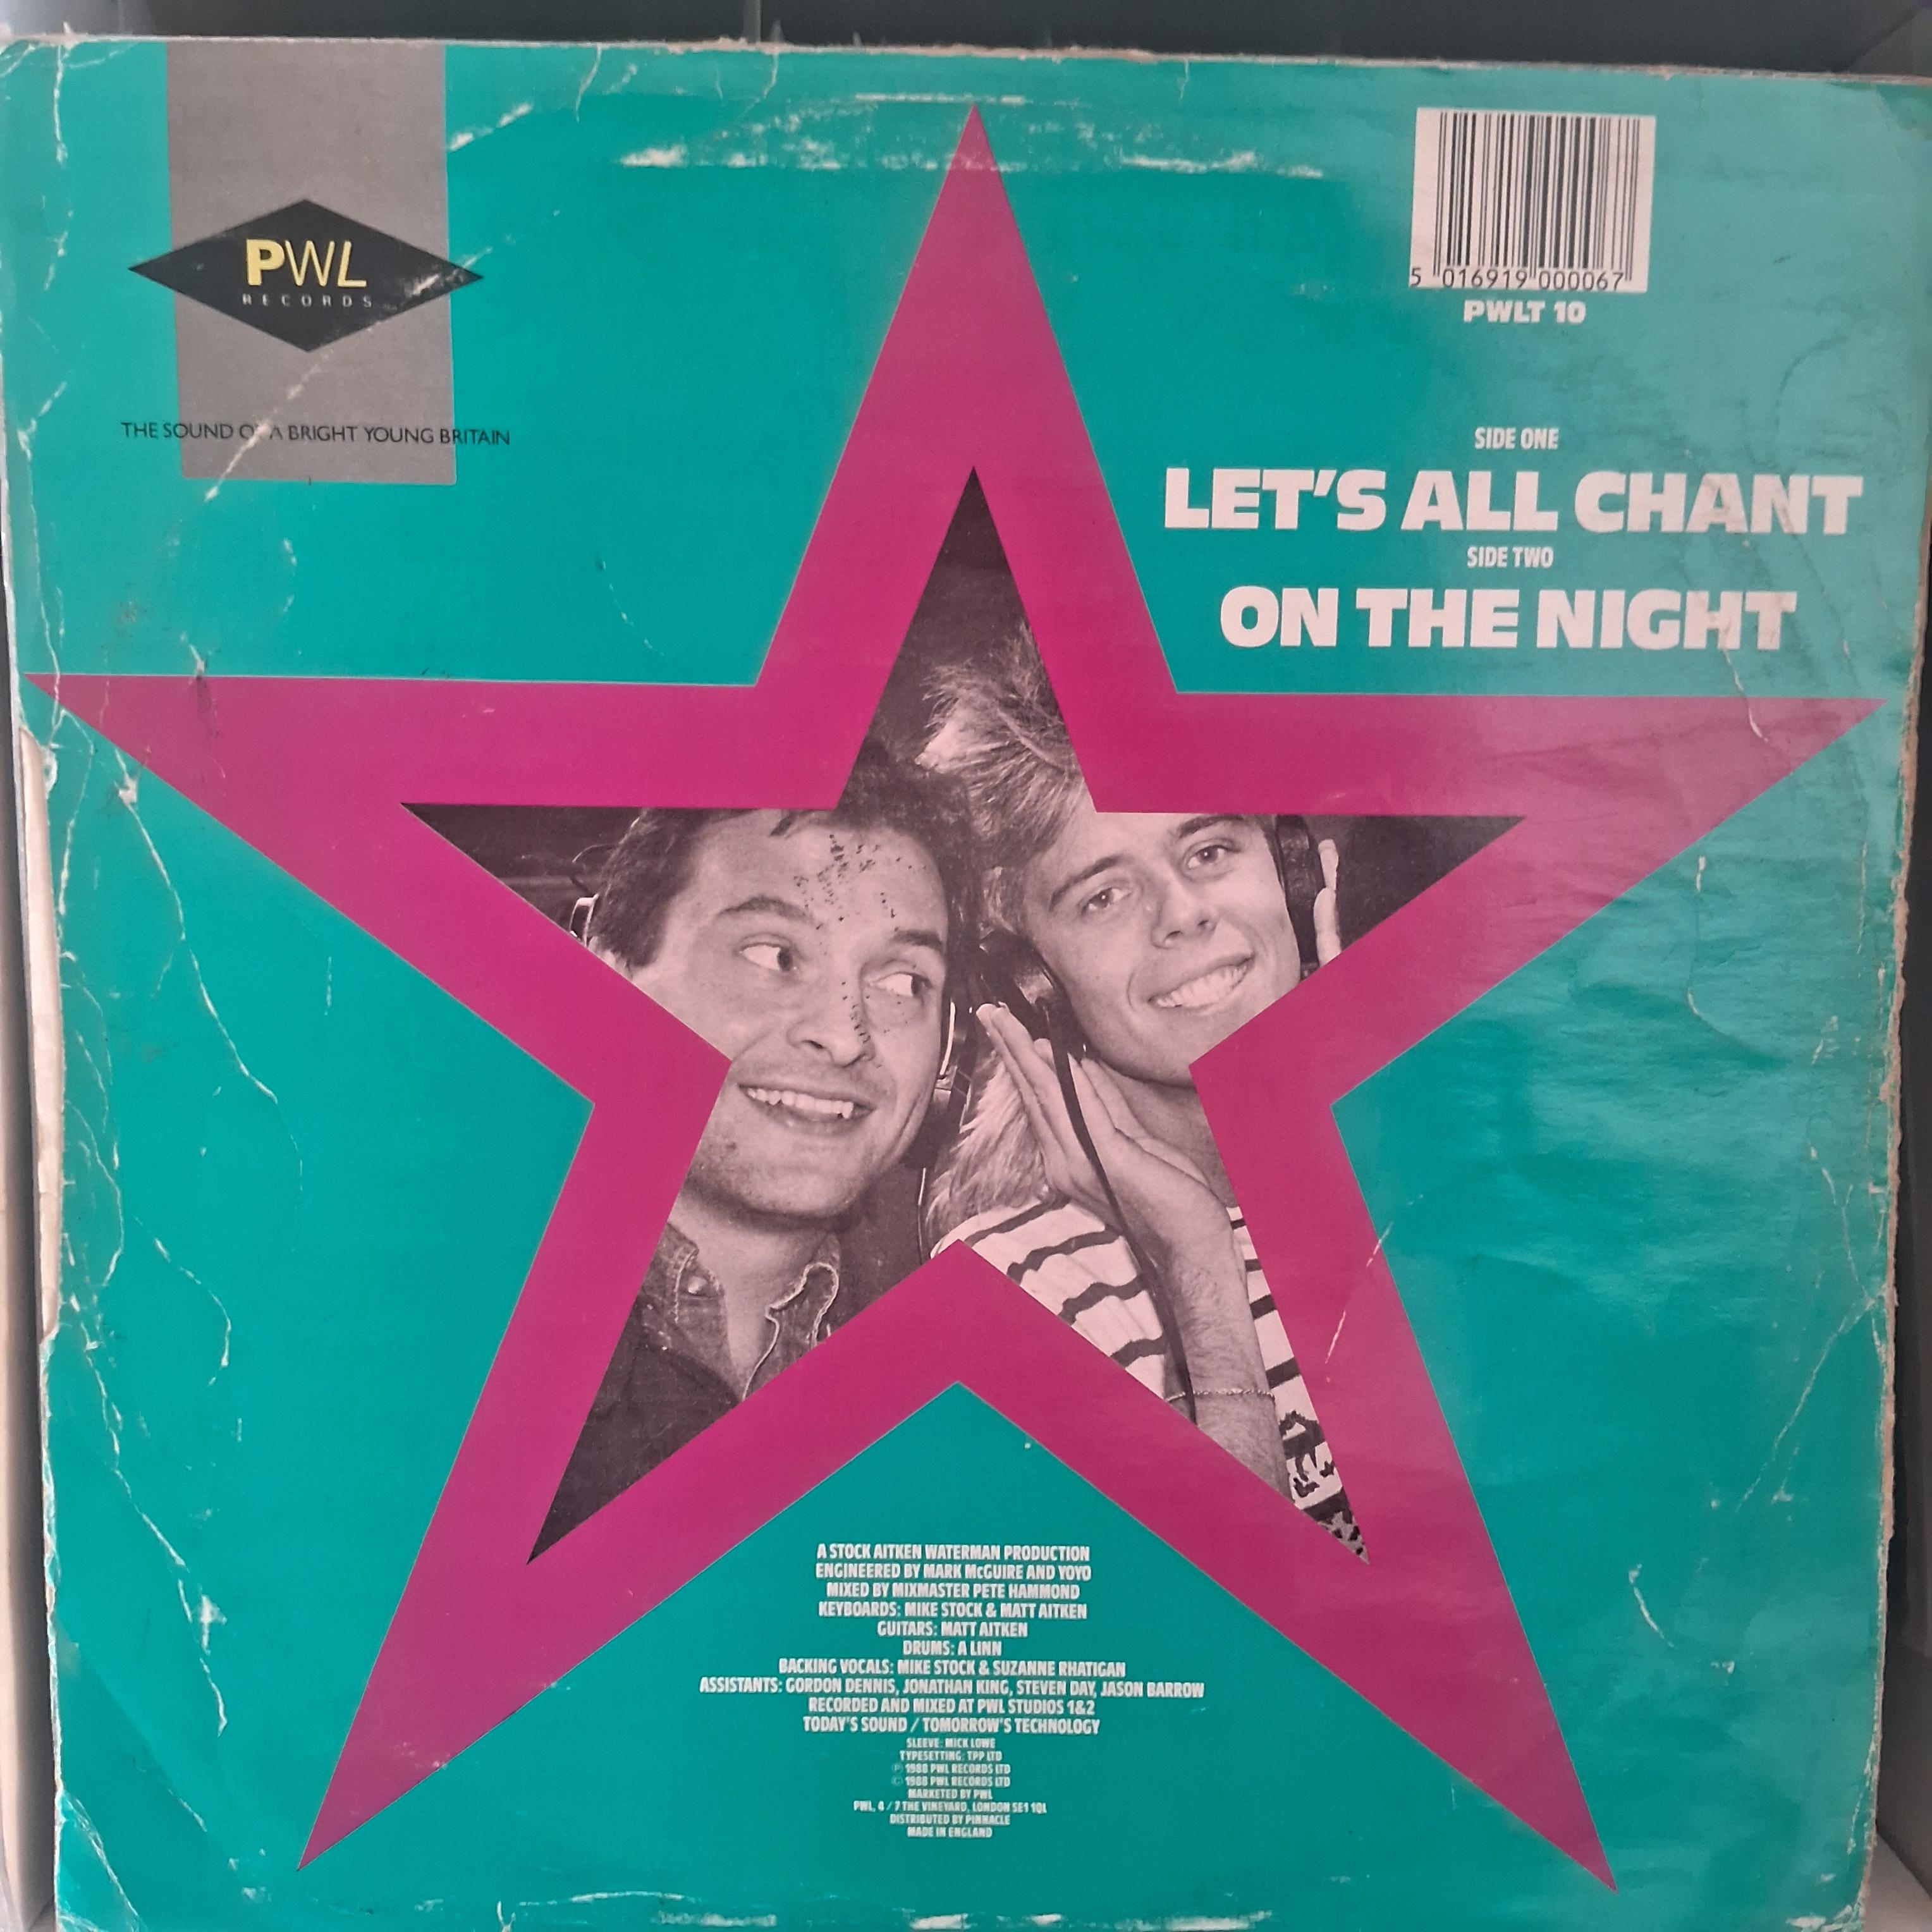 PWL
RECORDS
THE SOUND OF A BRIGHT YOUNG BRITAIN
5 016919 000067
PWLT 10
SIDE ONE
LET'S ALL CHANT
SIDE TWO
ON THE NIGHT
A STOCK AITKEN WATERMAN PRODUCTION
ENGINEERED BY MARK McGUIRE AND YOYO
MIXED BY MIXMASTER PETE HAMMOND
KEYBOARDS: MIKE STOCK & MATT AITKEN
GUITARS: MATT AITKEN
DRUMS: A LINN
BACKING VOCALS: MIKE STOCK & SUZANNE RHATIGAN
ASSISTANTS: GORDON DENNIS, JONATHAN KING, STEVEN DAY, JASON BARROW
RECORDED AND MIXED AT PWL STUDIOS 1&2
TODAY'S SOUND / TOMORROW'S TECHNOLOGY
SLEEVE: MICK LOWE
TYPESETTING: TPP LTD
℗ 1988 PWL RECORDS LTD
© 1988 PWL RECORDS LTD
MARKETED BY PWL
PWL, 4/7 THE VINEYARD, LONDON SE1 1QL
DISTRIBUTED BY PINNACLE
MADE IN ENGLAND